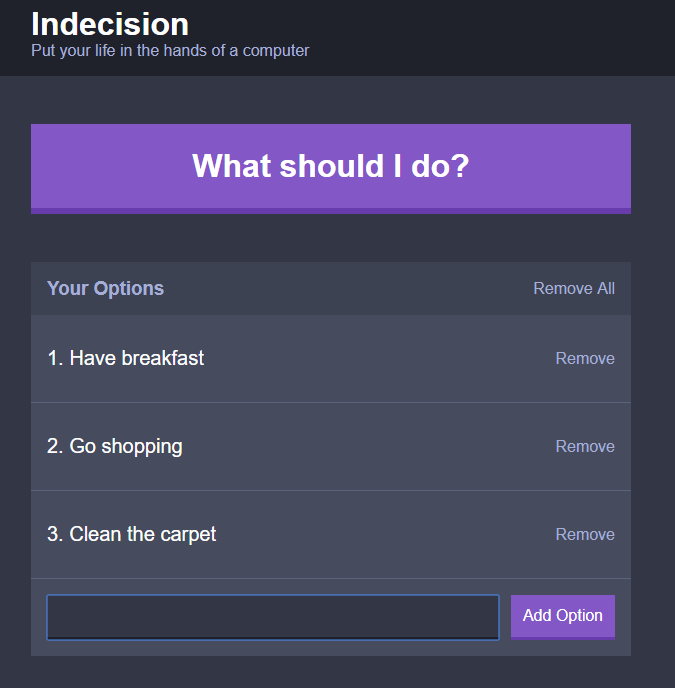 Indecision
Put your life in the hands of a computer
What should I do?
Your Options Remove All
1. Have breakfast Remove
2. Go shopping Remove
3. Clean the carpet Remove
Add Option